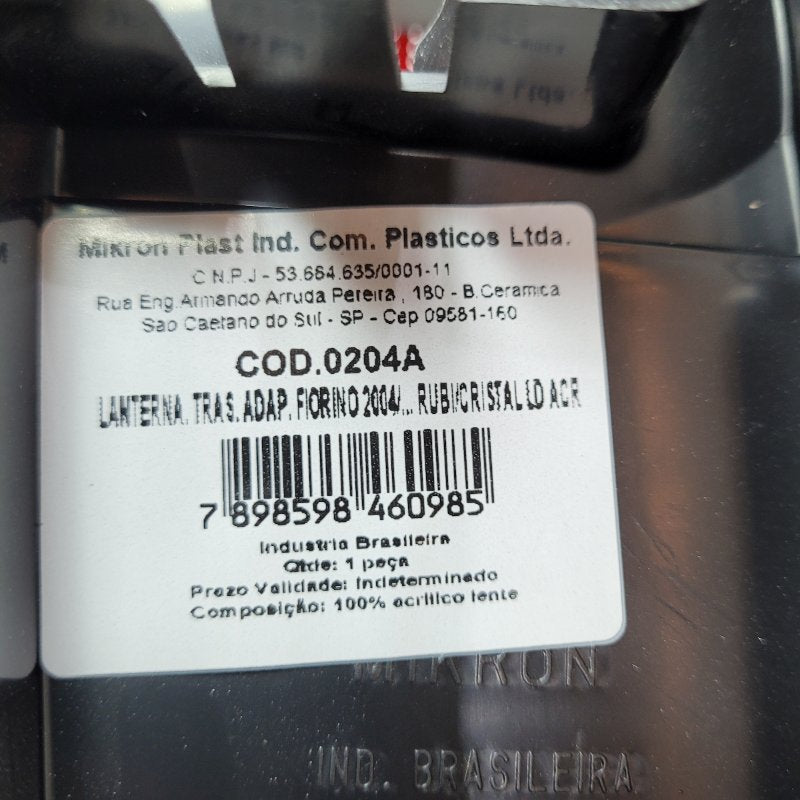 Mikron Plast Ind. Com. Plasticos Ltda.
C.N.P.J - 53.664.635/0001-11
Rua Eng.Armando Arruda Pereira , 180 - B.Ceramica
Sao Caetano do Sul - SP - Cep 09581-160
COD.0204A
LANTERNA. TRAS. ADAP. FIORINO 2004/... RUBI/CRISTAL LD ACR
7 898598 460985
Industria Brasileira
Qtde: 1 peça
Prazo Validade: Indeterminado
Composição: 100% acrilico lente
MIKRON
IND. BRASILEIRA